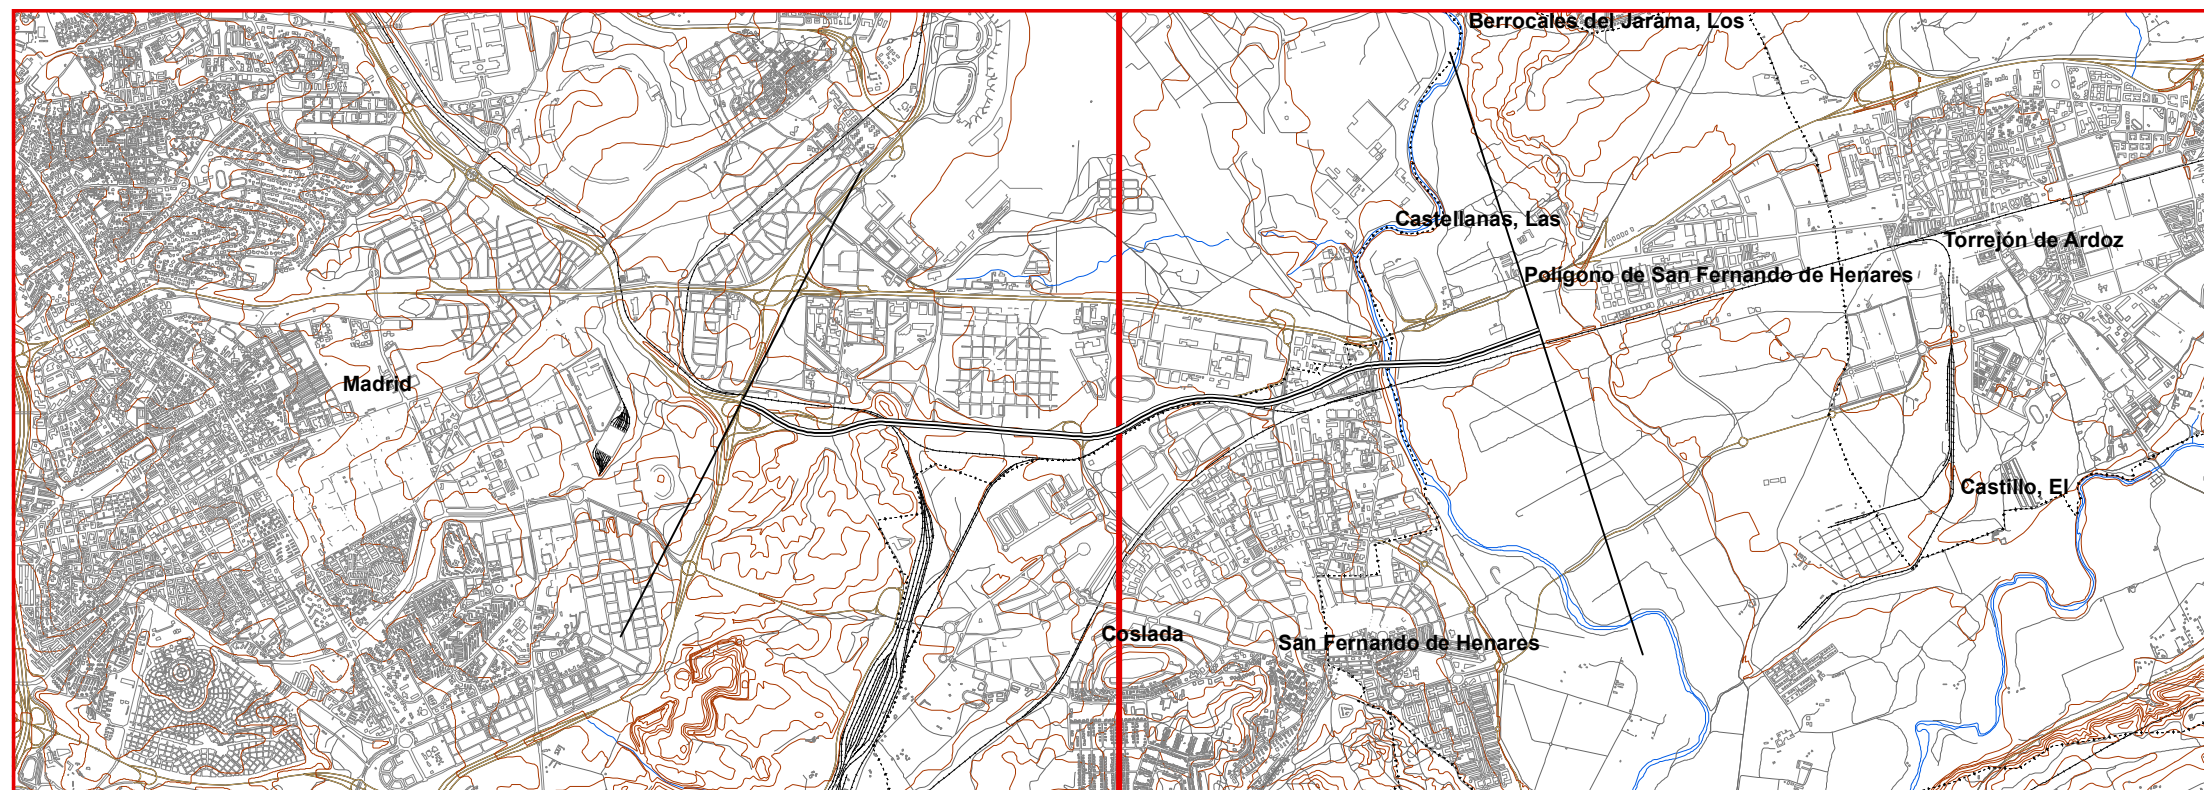 Berrocales del Jarama, Los
Castellanas, Las
Torrejón de Ardoz
Polígono de San Fernando de Henares
Madrid
Castillo, El
Coslada
San Fernando de Henares